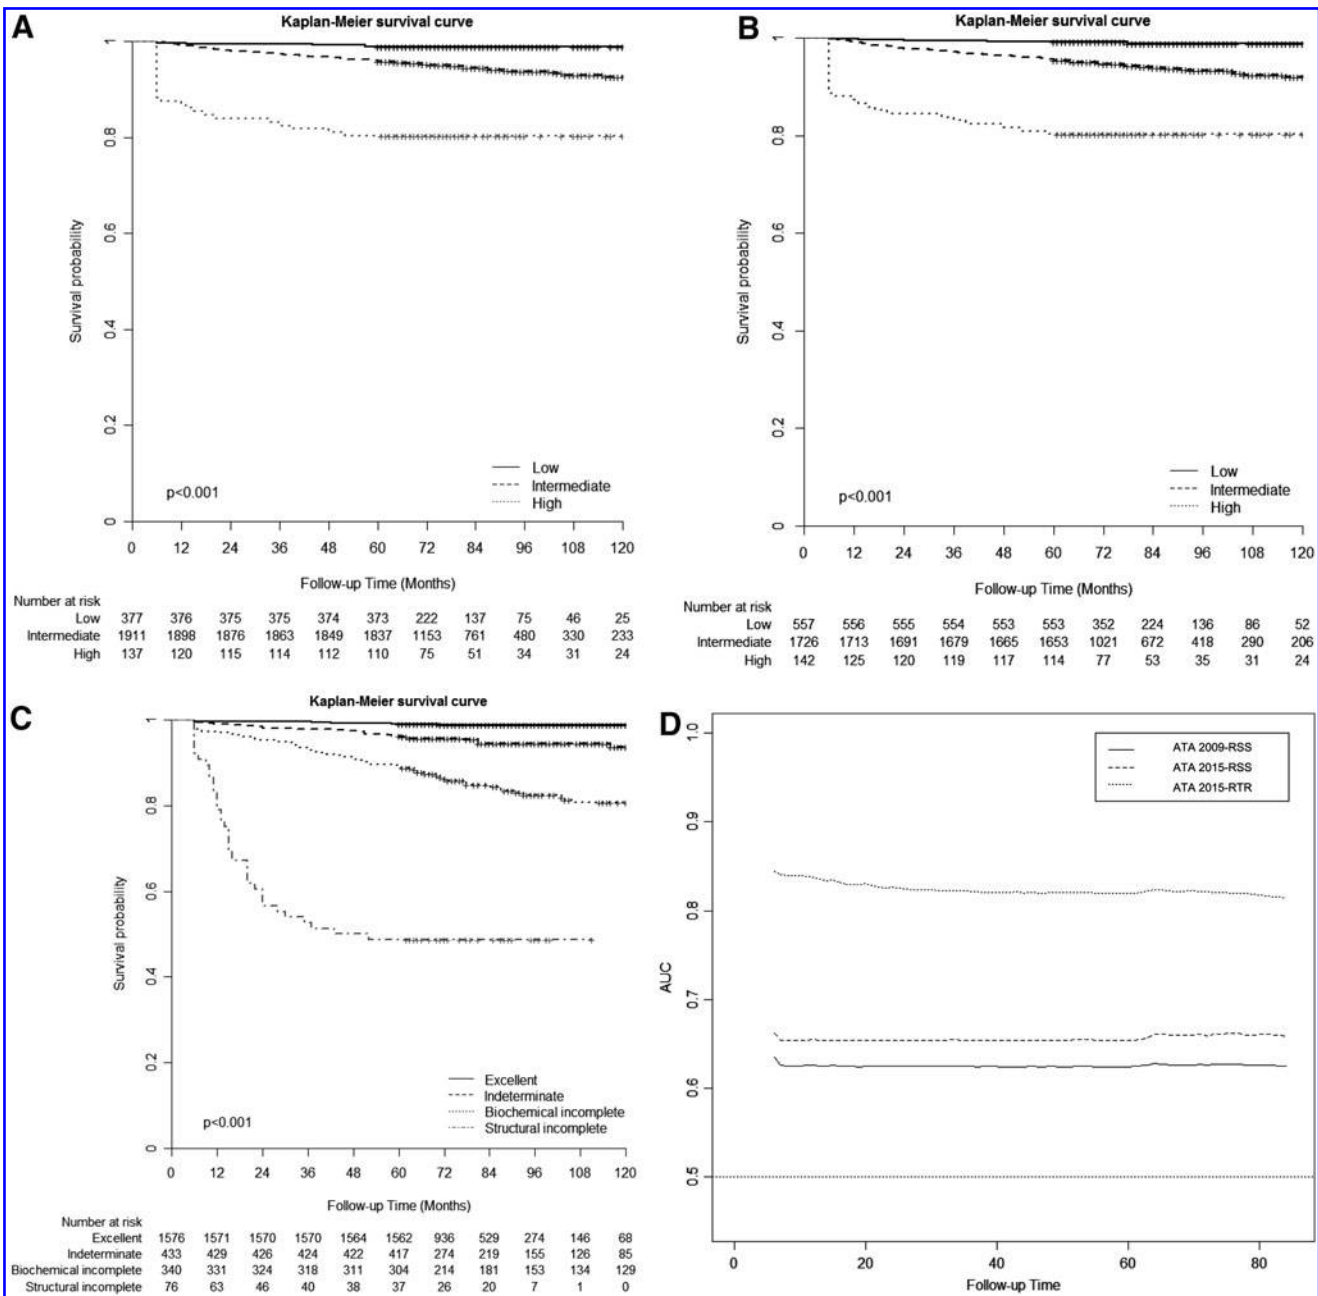 A
Kaplan-Meier survival curve
1
0.8
0.6
0.4
0.2
0
Survival probability
Low
Intermediate
High
p<0.001
0 12 24 36 48 60 72 84 96 108 120
Follow-up Time (Months)
Number at risk
Low 377 376 375 375 374 373 222 137 75 46 25
Intermediate 1911 1898 1876 1863 1849 1837 1153 761 480 330 233
High 137 120 115 114 112 110 75 51 34 31 24
B
Kaplan-Meier survival curve
1
0.8
0.6
0.4
0.2
0
Survival probability
Low
Intermediate
High
p<0.001
0 12 24 36 48 60 72 84 96 108 120
Follow-up Time (Months)
Number at risk
Low 557 556 555 554 553 553 352 224 136 86 52
Intermediate 1726 1713 1691 1679 1665 1653 1021 672 418 290 206
High 142 125 120 119 117 114 77 53 35 31 24
C
Kaplan-Meier survival curve
1
0.8
0.6
0.4
0.2
0
Survival probability
Excellent
Indeterminate
Biochemical incomplete
Structural incomplete
p<0.001
0 12 24 36 48 60 72 84 96 108 120
Follow-up Time (Months)
Number at risk
Excellent 1576 1571 1570 1570 1564 1562 936 529 274 146 68
Indeterminate 433 429 426 424 422 417 274 219 155 126 85
Biochemical incomplete 340 331 324 318 311 304 214 181 153 134 129
Structural incomplete 76 63 46 40 38 37 26 20 7 1 0
D
1.0
0.9
0.8
0.7
0.6
0.5
AUC
ATA 2009-RSS
ATA 2015-RSS
ATA 2015-RTR
0 20 40 60 80
Follow-up Time